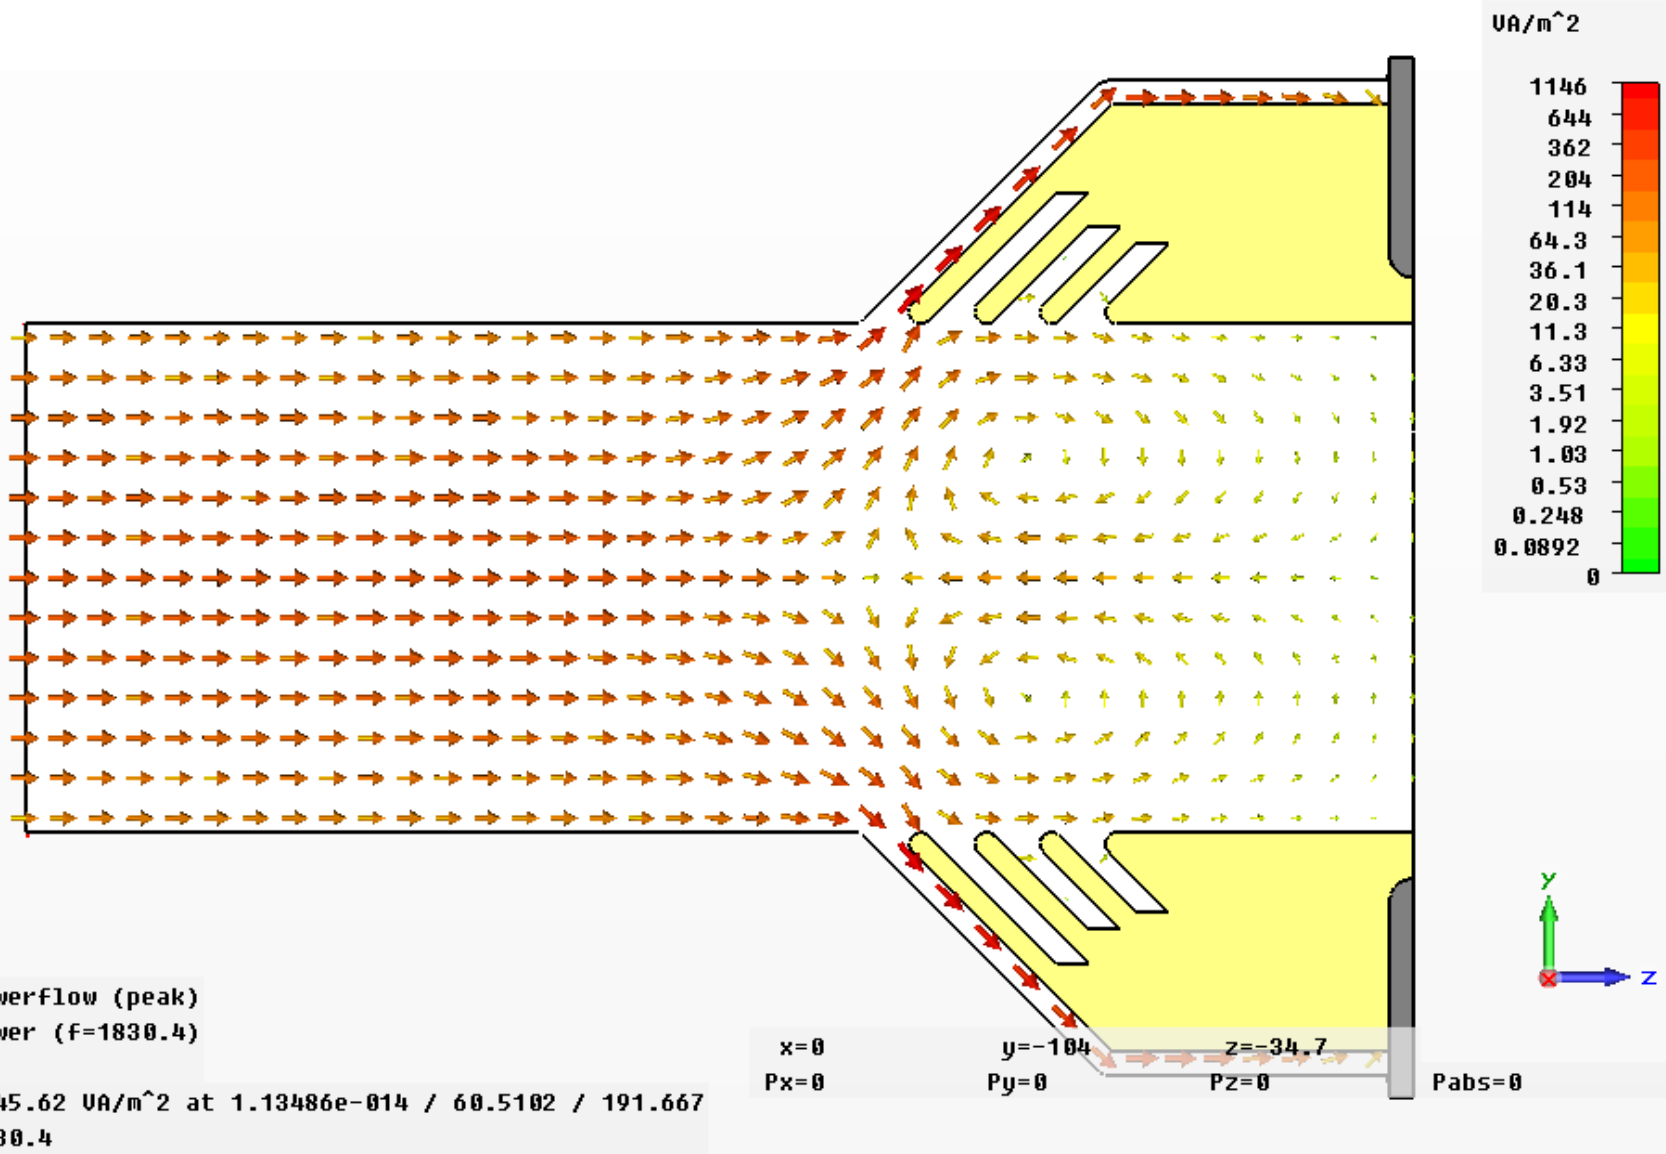 VA/m^2
1146
644
362
204
114
64.3
36.1
20.3
11.3
6.33
3.51
1.92
1.03
0.53
0.248
0.0892
0
y
z
werflow (peak)
wer (f=1830.4)
x=0 y=-104 z=-34.7
Px=0 Py=0 Pz=0 Pabs=0
45.62 VA/m^2 at 1.13486e-014 / 60.5102 / 191.667
30.4